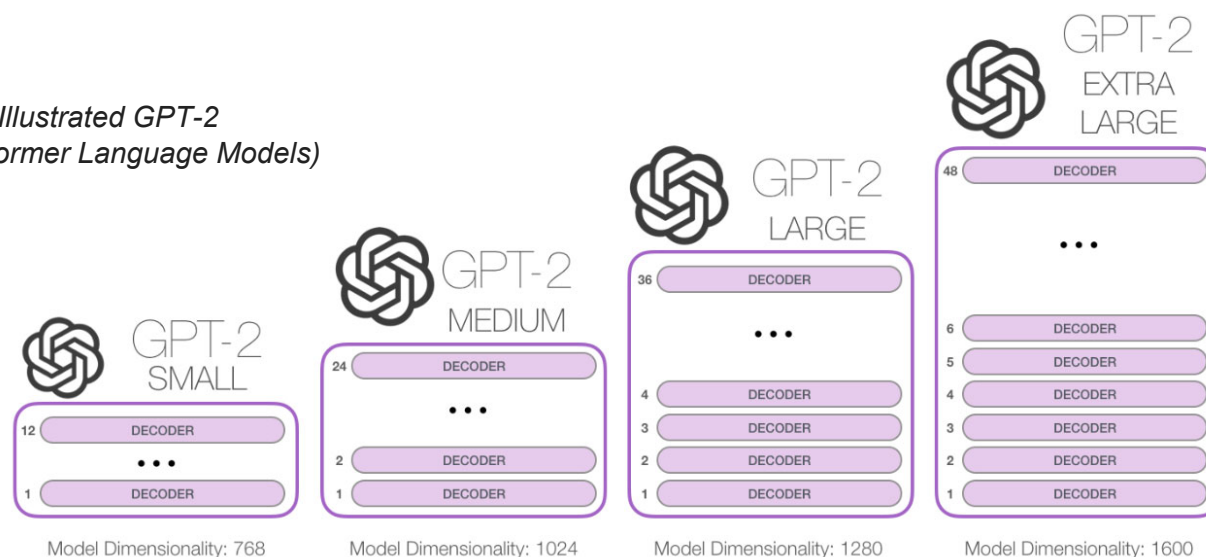 Illustrated GPT-2
ormer Language Models)
GPT-2
SMALL
12 DECODER
...
1 DECODER
Model Dimensionality: 768
GPT-2
MEDIUM
24 DECODER
...
2 DECODER
1 DECODER
Model Dimensionality: 1024
GPT-2
LARGE
36 DECODER
...
4 DECODER
3 DECODER
2 DECODER
1 DECODER
Model Dimensionality: 1280
GPT-2
EXTRA
LARGE
48 DECODER
...
6 DECODER
5 DECODER
4 DECODER
3 DECODER
2 DECODER
1 DECODER
Model Dimensionality: 1600